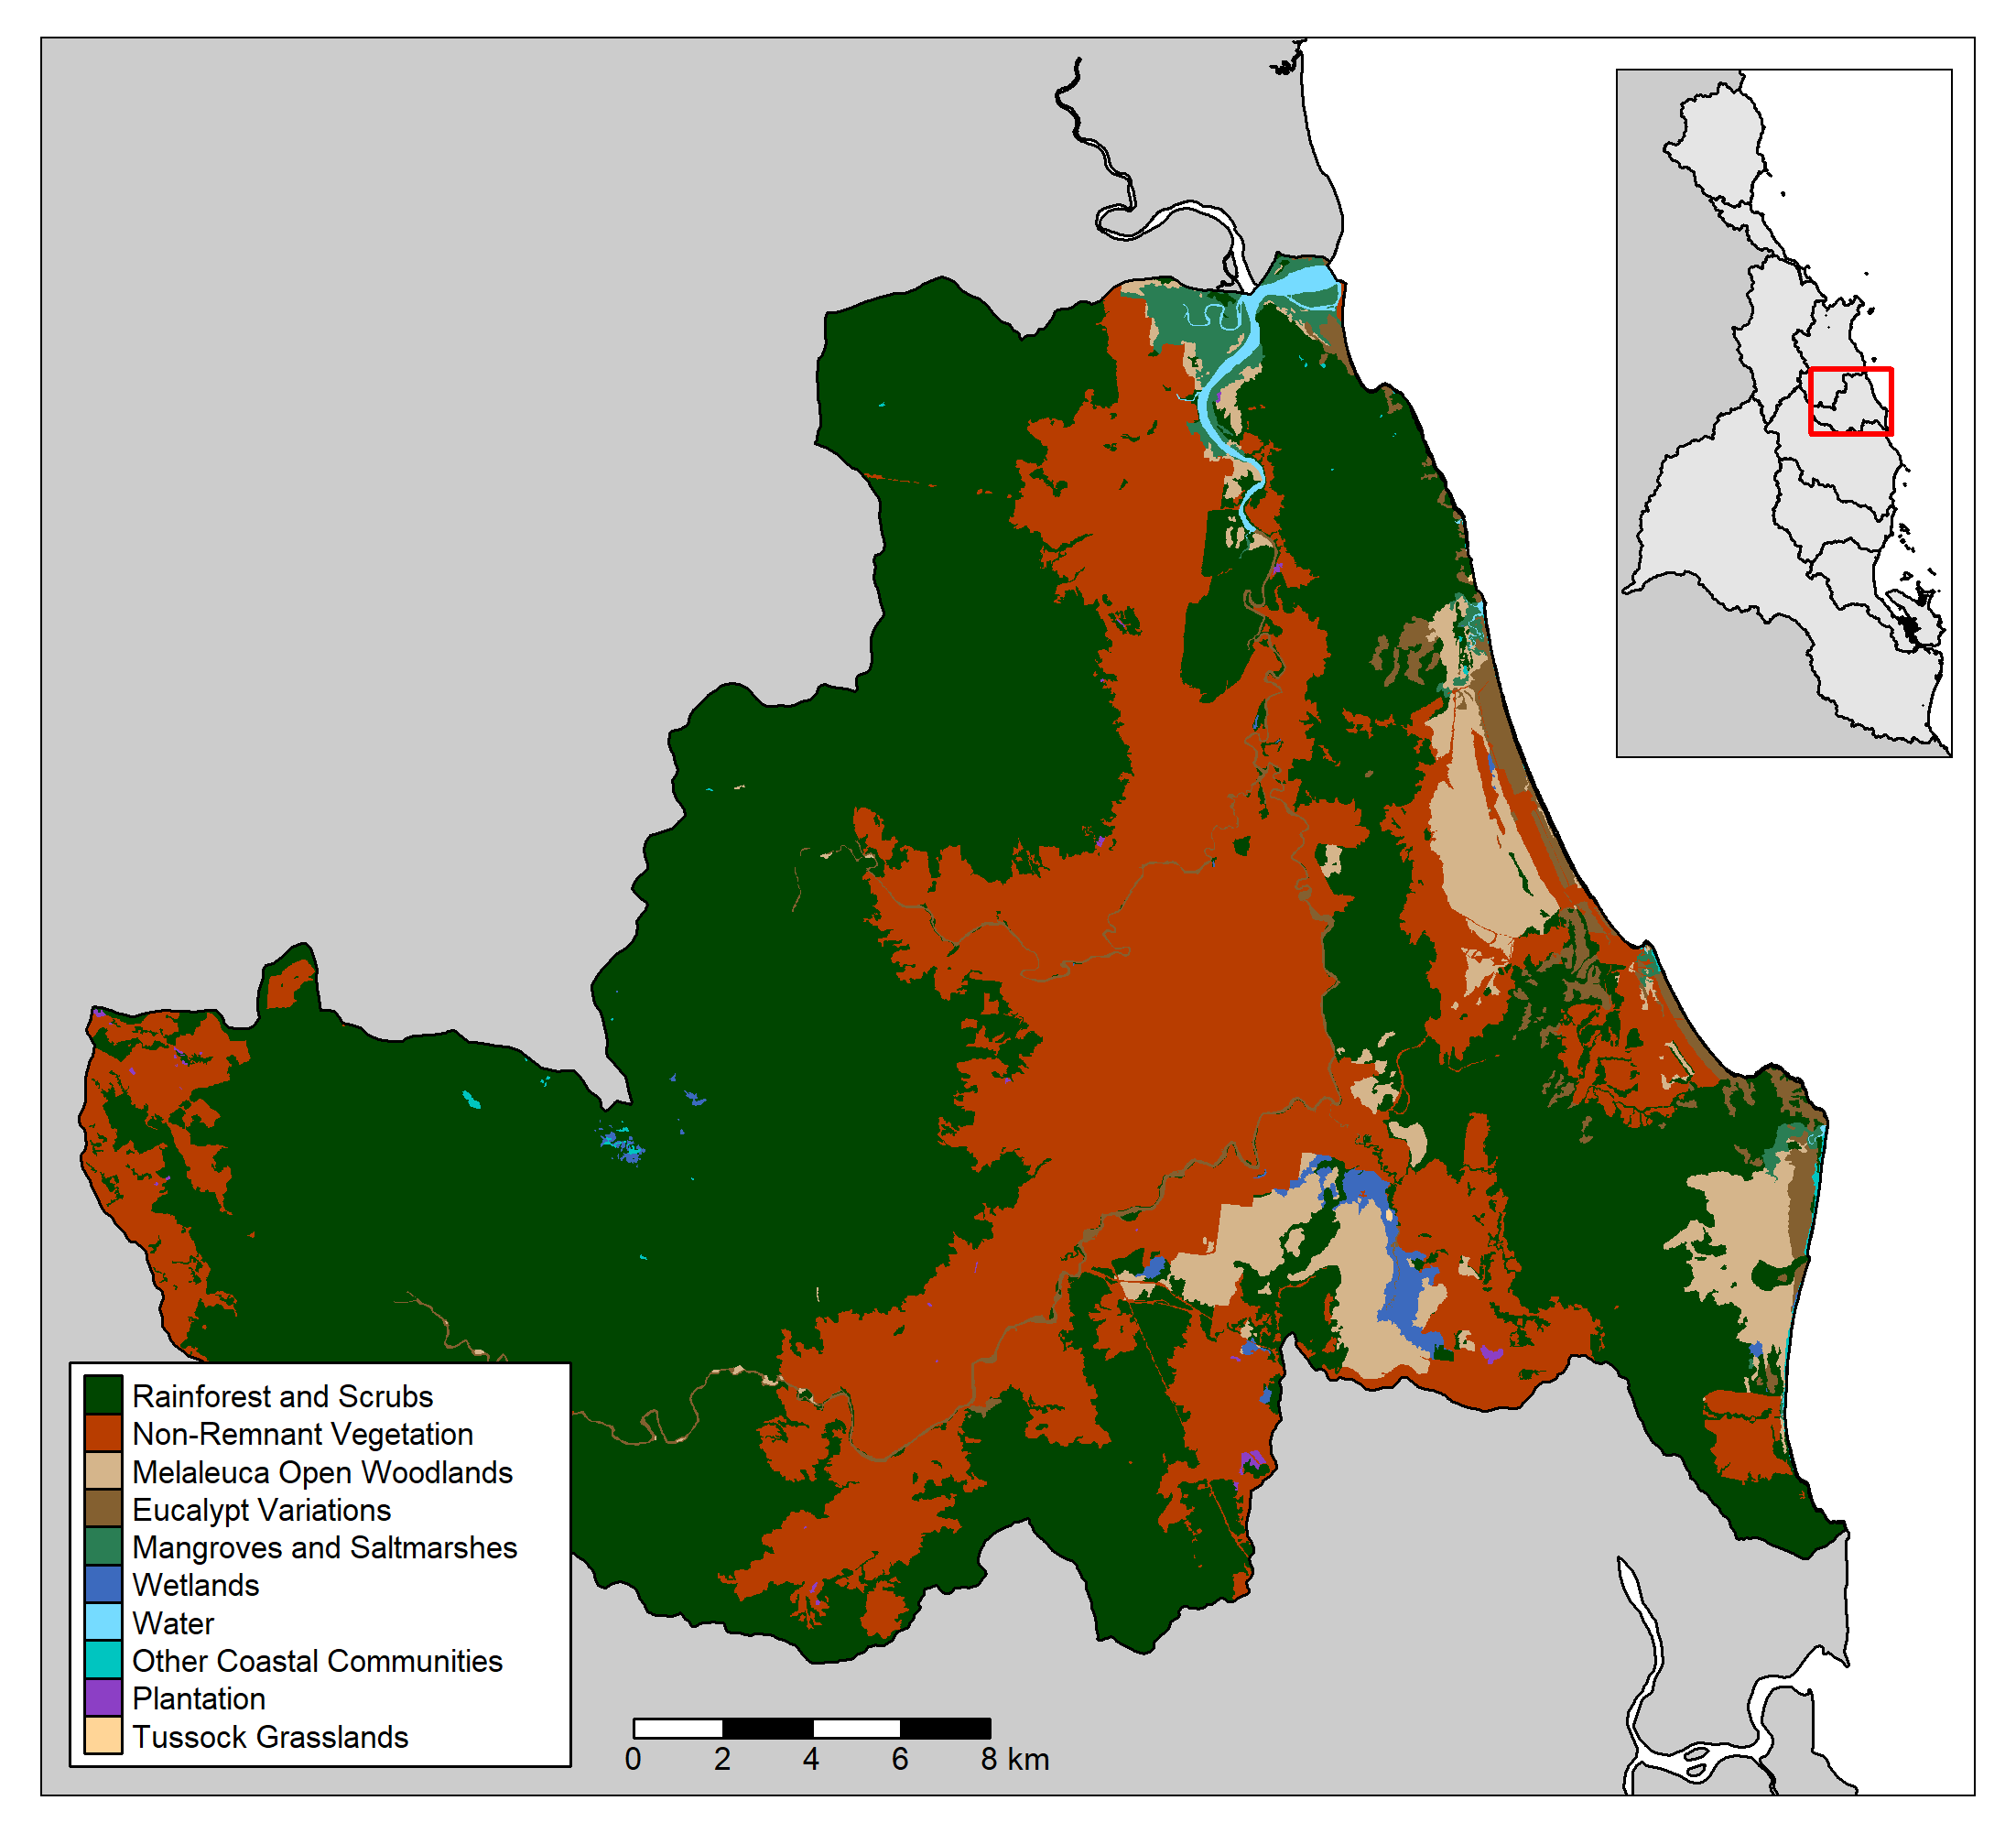 Rainforest and Scrubs
Non-Remnant Vegetation
Melaleuca Open Woodlands
Eucalypt Variations
Mangroves and Saltmarshes
Wetlands
Water
Other Coastal Communities
Plantation
Tussock Grasslands
0 2 4 6 8 km